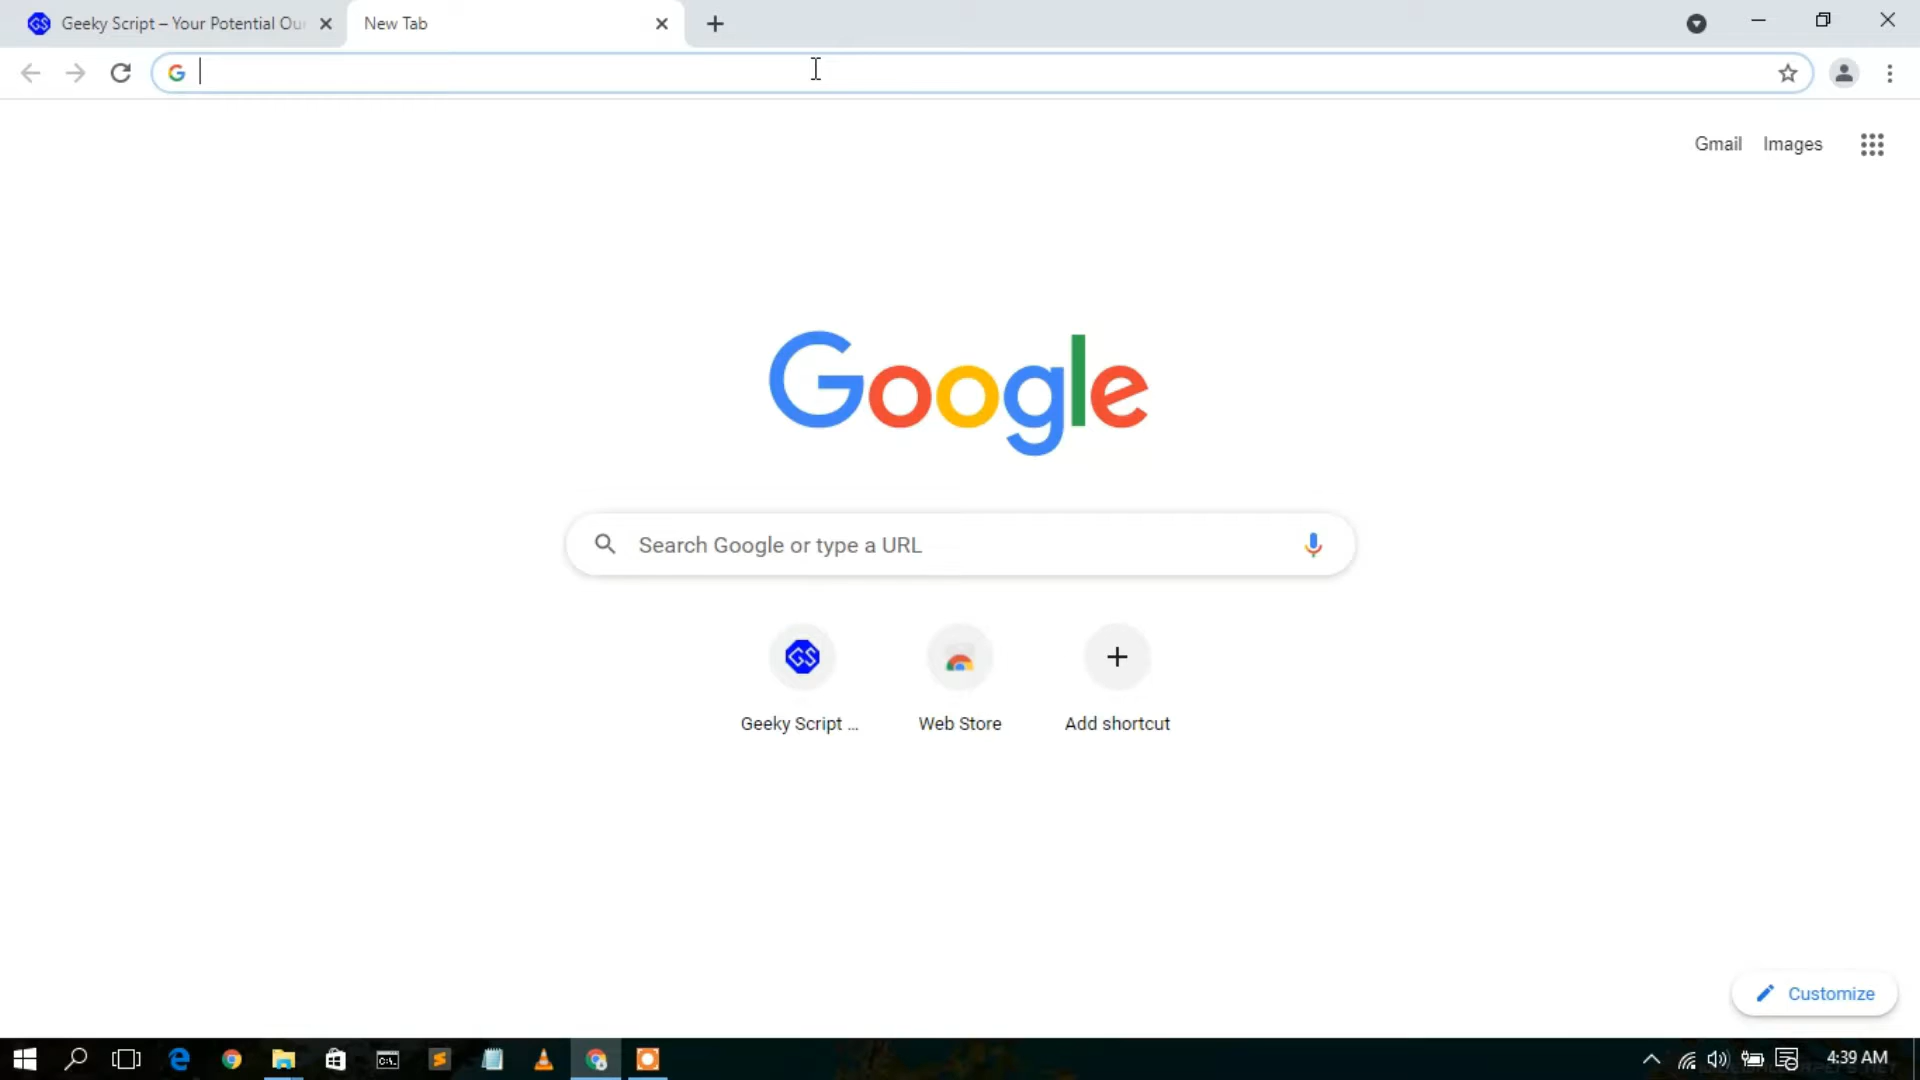 Geeky Script – Your Potential Ou
New Tab
Gmail Images
Google
Search Google or type a URL
Geeky Script ...
Web Store
Add shortcut
Customize
4:39 AM